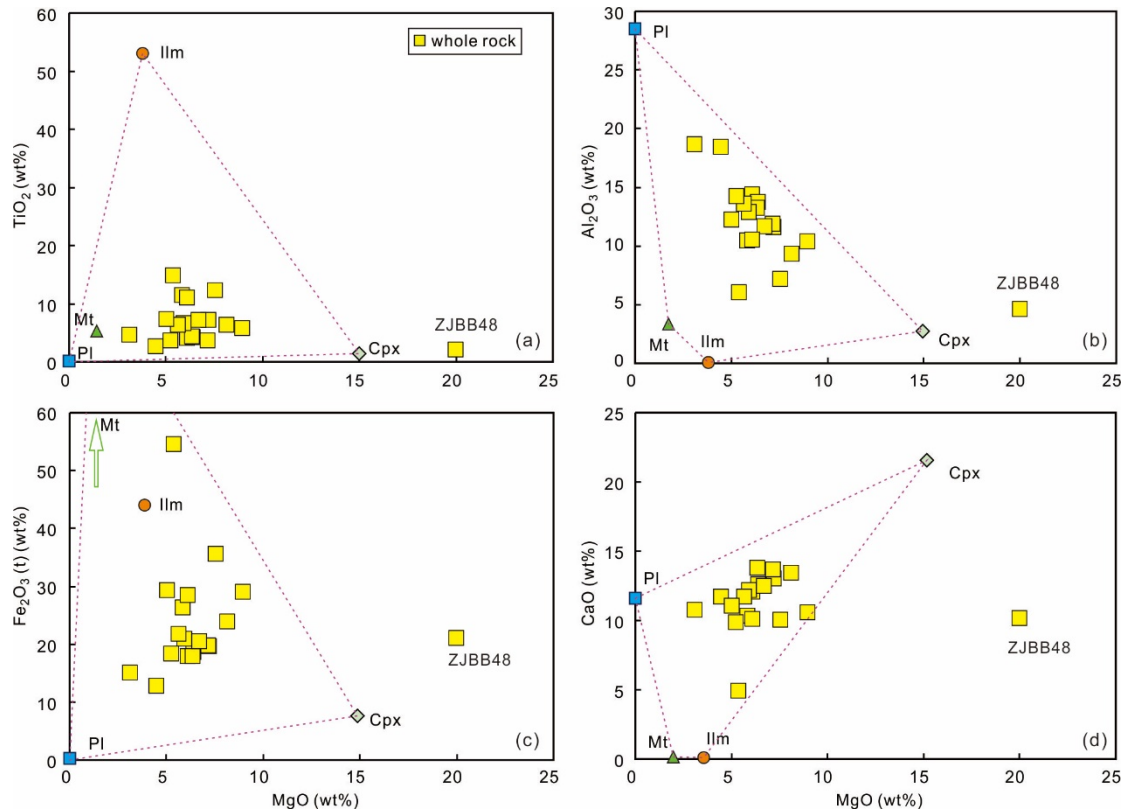 60
50
40
30
20
10
0
TiO2 (wt%)
Ilm
whole rock
Mt
Pl
Cpx
ZJBB48
(a)
0 5 10 15 20 25
30
25
20
15
10
5
0
Al2O3 (wt%)
Pl
Mt
Ilm
Cpx
ZJBB48
(b)
0 5 10 15 20 25
60
50
40
30
20
10
0
Fe2O3 (t) (wt%)
Mt
Ilm
Pl
Cpx
ZJBB48
(c)
0 5 10 15 20 25
MgO (wt%)
25
20
15
10
5
0
CaO (wt%)
Cpx
Pl
Mt
Ilm
ZJBB48
(d)
0 5 10 15 20 25
MgO (wt%)